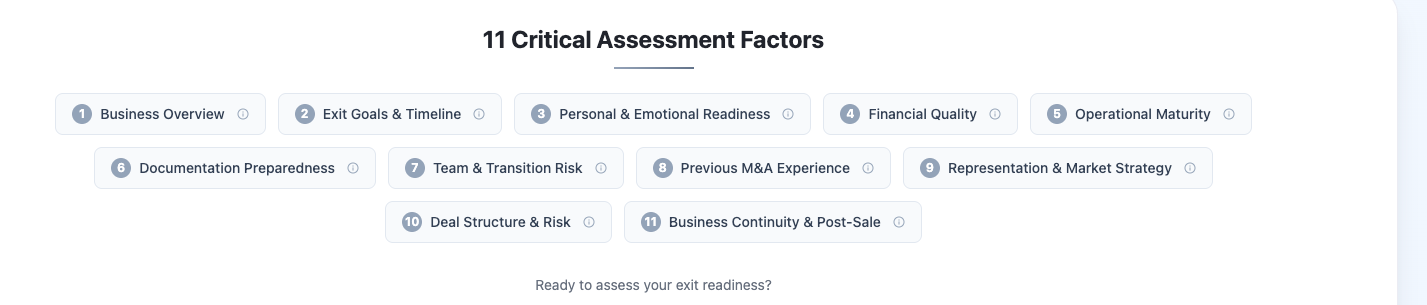 11 Critical Assessment Factors
1 Business Overview 2 Exit Goals & Timeline 3 Personal & Emotional Readiness 4 Financial Quality 5 Operational Maturity
6 Documentation Preparedness 7 Team & Transition Risk 8 Previous M&A Experience 9 Representation & Market Strategy
10 Deal Structure & Risk 11 Business Continuity & Post-Sale
Ready to assess your exit readiness?